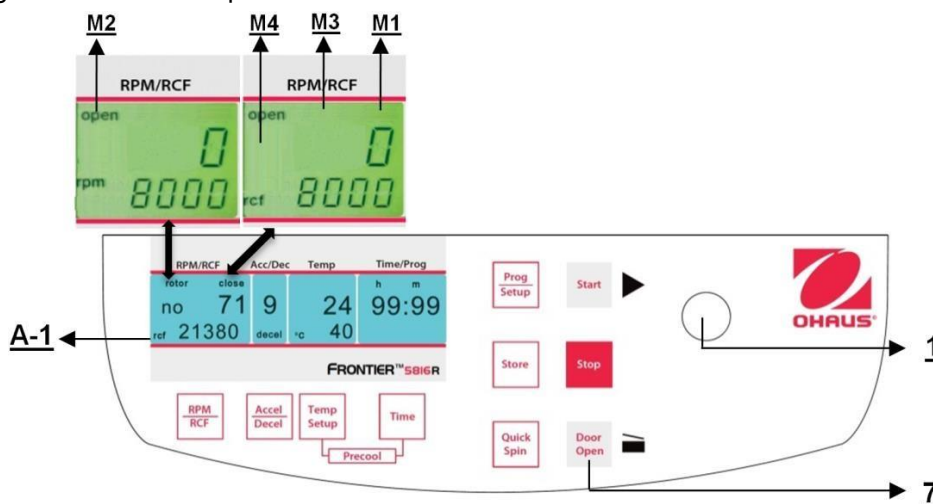 M2 M4 M3 M1
RPM/RCF RPM/RCF
open open
0 0
rpm 8000 rcf 8000
RPM/RCF Acc/Dec Temp Time/Prog
rotor close h m
no 71 9 24 99:99
rcf 21380 decel °C 40
A-1
FRONTIER™ 5816R
RPM
RCF
Accel
Decel
Temp
Setup
Time
Precool
Prog
Setup
Start
Store
Stop
Quick
Spin
Door
Open
OHAUS®
1
7